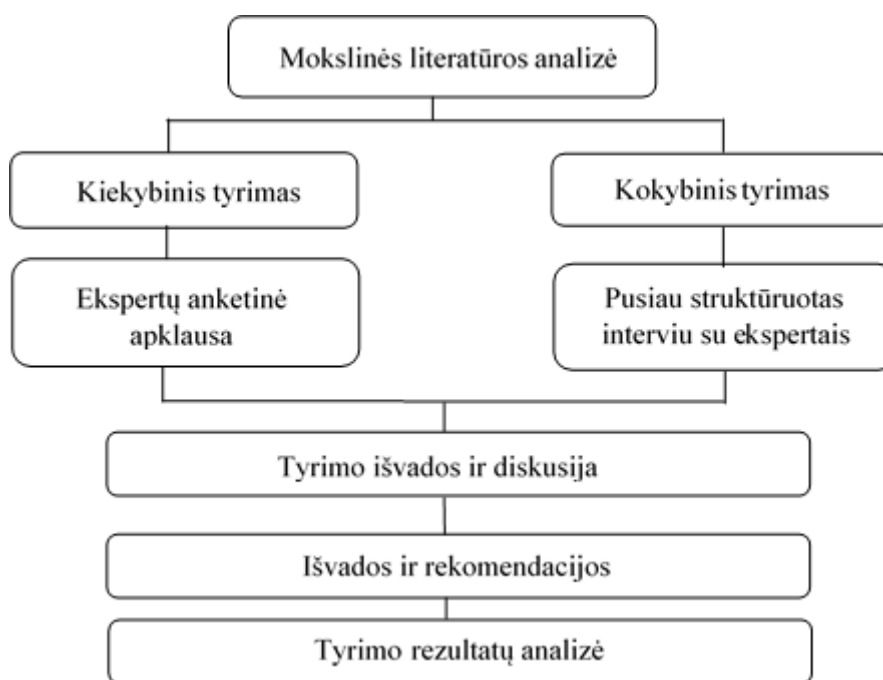 Mokslinės literatūros analizė
Kiekybinis tyrimas
Kokybinis tyrimas
Ekspertų anketinė
apklausa
Pusiau struktūruotas
interviu su ekspertais
Tyrimo išvados ir diskusija
Išvados ir rekomendacijos
Tyrimo rezultatų analizė